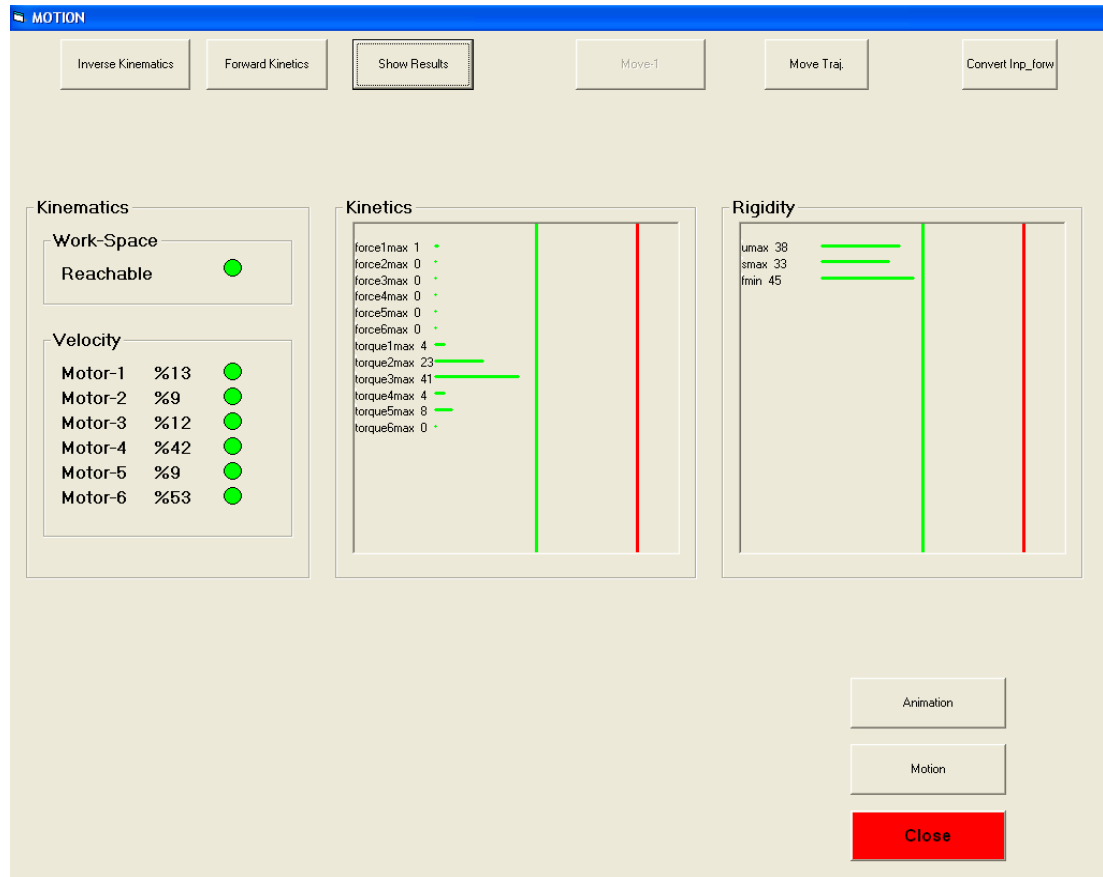 MOTION
Inverse Kinematics
Forward Kinetics
Show Results
Move-1
Move Traj.
Convert Inp_forw
Kinematics
Work-Space
Reachable
Velocity
Motor-1 %13
Motor-2 %9
Motor-3 %12
Motor-4 %42
Motor-5 %9
Motor-6 %53
Kinetics
force1max 1
force2max 0
force3max 0
force4max 0
force5max 0
force6max 0
torque1max 4
torque2max 23
torque3max 41
torque4max 4
torque5max 8
torque6max 0
Rigidity
umax 38
smax 33
fmin 45
Animation
Motion
Close